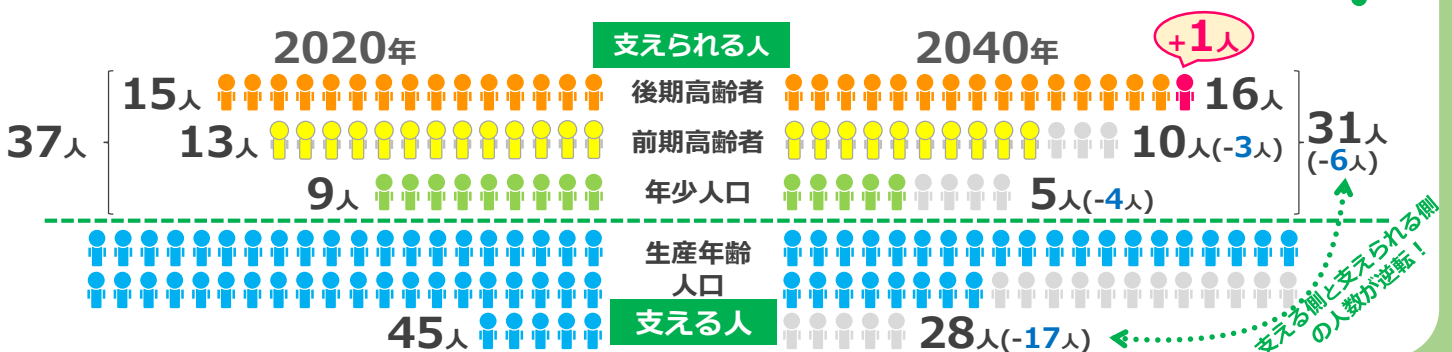 2020年
支えられる人
2040年
+1人
15人
後期高齢者
16人
37人
13人
前期高齢者
10人(-3人)
31人
(-6人)
9人
年少人口
5人(-4人)
生産年齢
人口
45人
支える人
28人(-17人)
支える側と支えられる側
の人数が逆転！